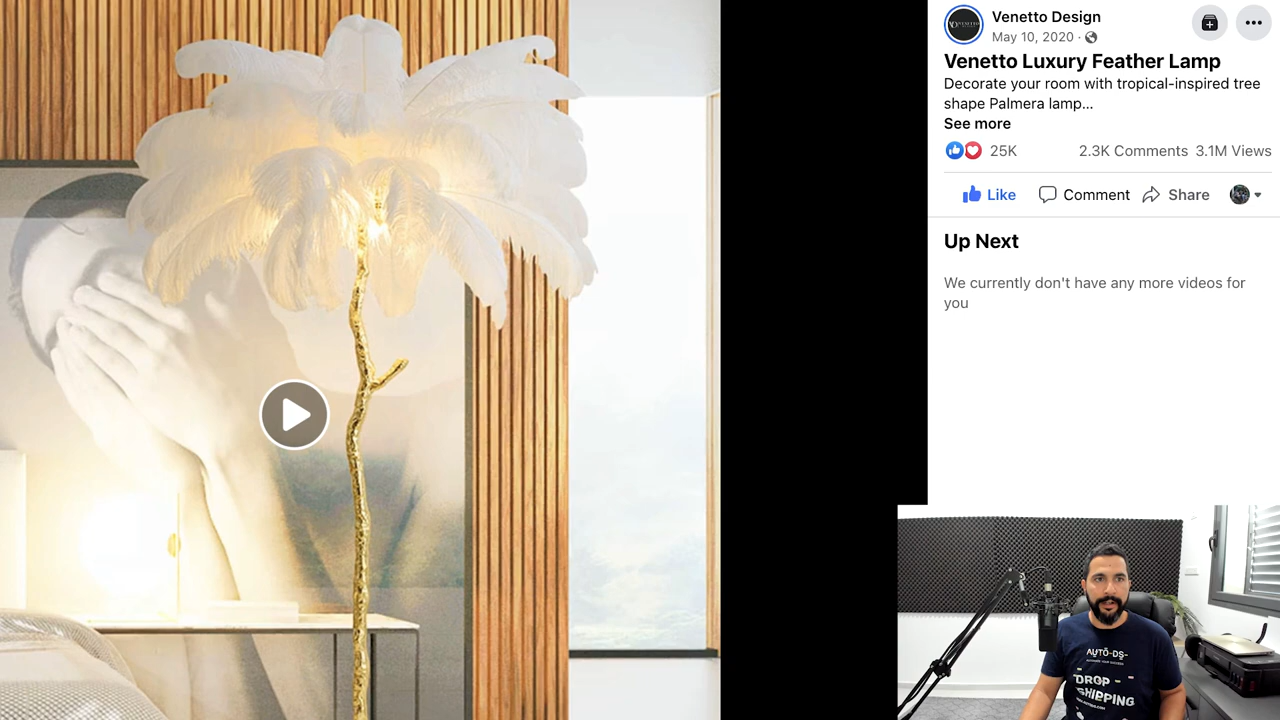 Venetto Design
May 10, 2020 ·
Venetto Luxury Feather Lamp
Decorate your room with tropical-inspired tree
shape Palmera lamp...
See more
25K
2.3K Comments
3.1M Views
Like
Comment
Share
Up Next
We currently don't have any more videos for
you
AUTO-DS
DROP
SHIPPING